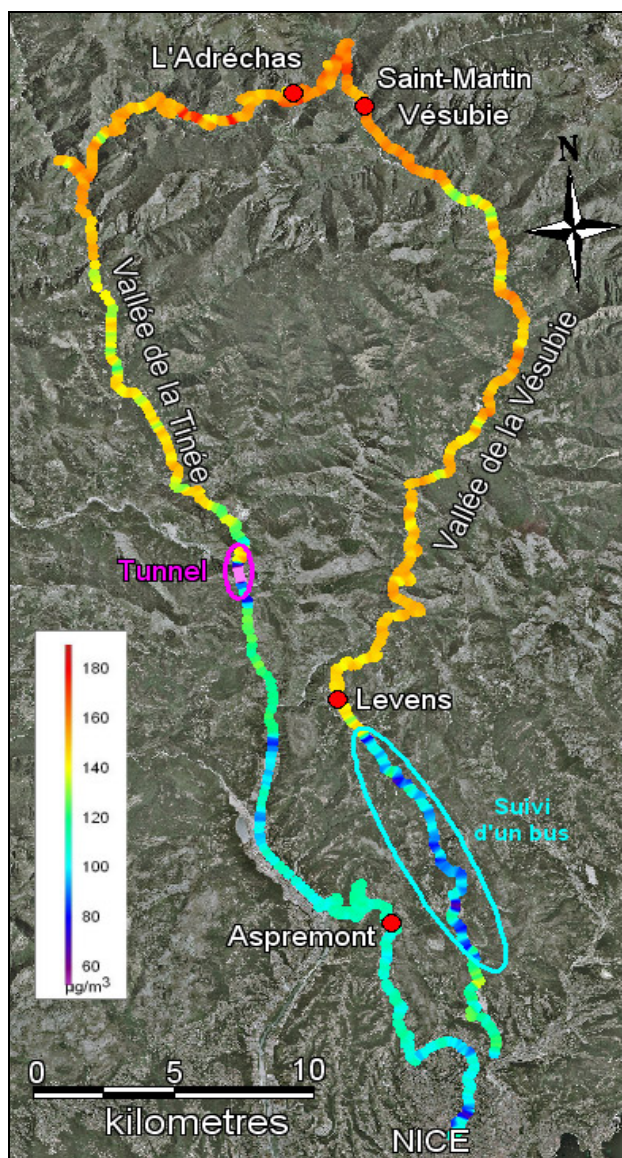 L'Adréchas
Saint-Martin
Vésubie
N
Vallée de la Tinée
Vallée de la Vésubie
Tunnel
180
160
140
120
100
80
60
µg/m³
Levens
Suivi
d'un bus
Aspremont
0 5 10
kilometres
NICE